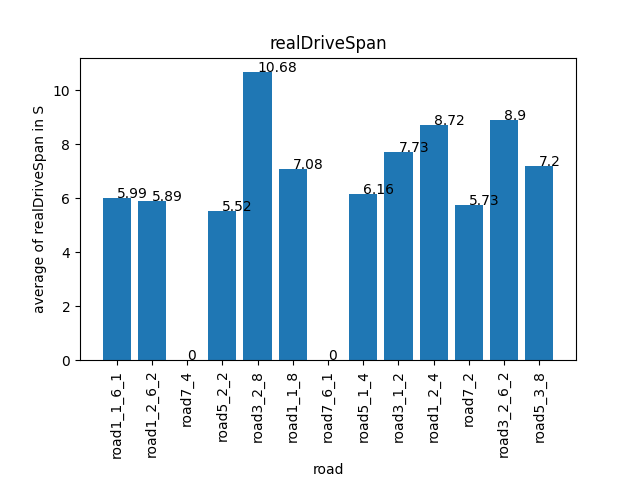 realDriveSpan
average of realDriveSpan in S
10
8
6
4
2
0
5.99
5.89
0
5.52
10.68
7.08
0
6.16
7.73
8.72
5.73
8.9
7.2
road1_1_6_1
road1_2_6_2
road7_4
road5_2_2
road3_2_8
road1_1_8
road7_6_1
road5_1_4
road3_1_2
road1_2_4
road7_2
road3_2_6_2
road5_3_8
road